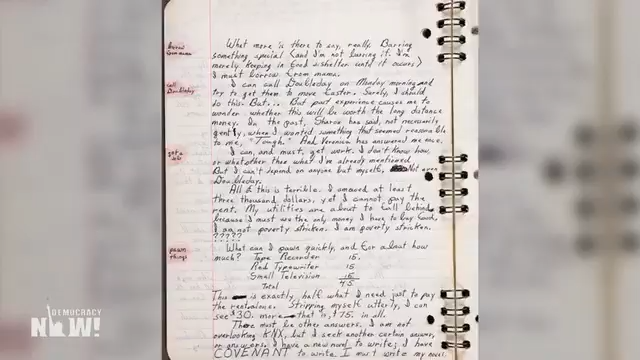 What more is there to say, really. Barring
something special (and I'm not barring it. I'm
merely keeping in food & shelter until it occurs)
I must borrow from mama.
Borrow
from mama
I can call Doubleday on Monday morning and
try to get them to move faster. Surely, I should
do this. But... But past experience causes me to
wonder whether this will be worth the long distance
money. In the past, Sharon has said, not necessarily
gently, when I wanted something that seemed reasonable
to me, "Tough." And Veronica has answered me once.
call
Doubleday
I can, and must, get work. I don't know how,
or what other than what I've already mentioned
But I can't depend on anyone but myself, Not even
Doubleday.
get a
job
All of this is terrible. I am owed at least
three thousand dollars, yet I cannot pay the
rent. My utilities are about to fall behind
because I must use the only money I have to buy food.
I am not poverty stricken. I am poverty stricken.
?????
What can I pawn quickly, and for about how
much?
pawn
things
Tape Recorder 15.
Red Typewriter 15
Small Television 15
Total 45
This is exactly half what I need just to pay
the rent alone. Stripping myself utterly, I can
see $30. more that is, $75. in all.
There must be other answers. I am not
overlooking KNX, but I seek another certain answer,
or answers. I have a new novel to write. I have
COVENANT to write. I must write my novel.
DEMOCRACY
NOW!